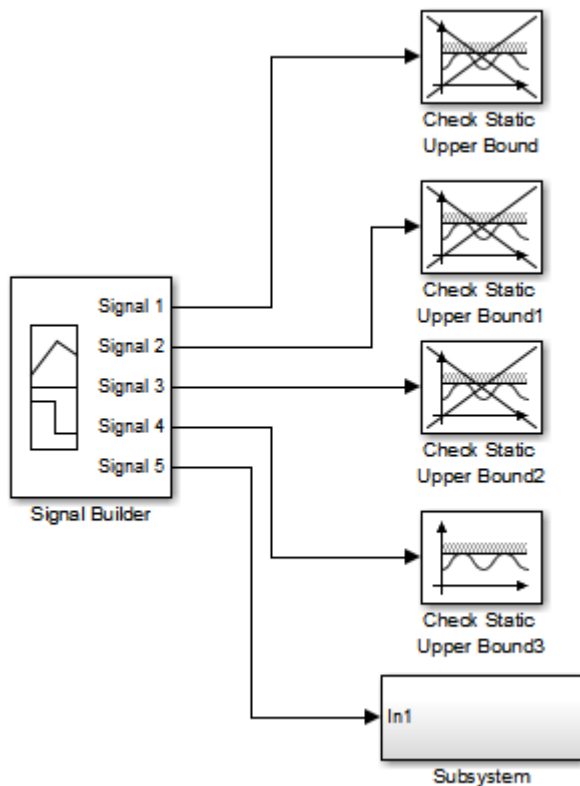 Check Static
Upper Bound
Check Static
Upper Bound1
Signal 1
Signal 2
Signal 3
Signal 4
Signal 5
Signal Builder
Check Static
Upper Bound2
Check Static
Upper Bound3
In1
Subsystem